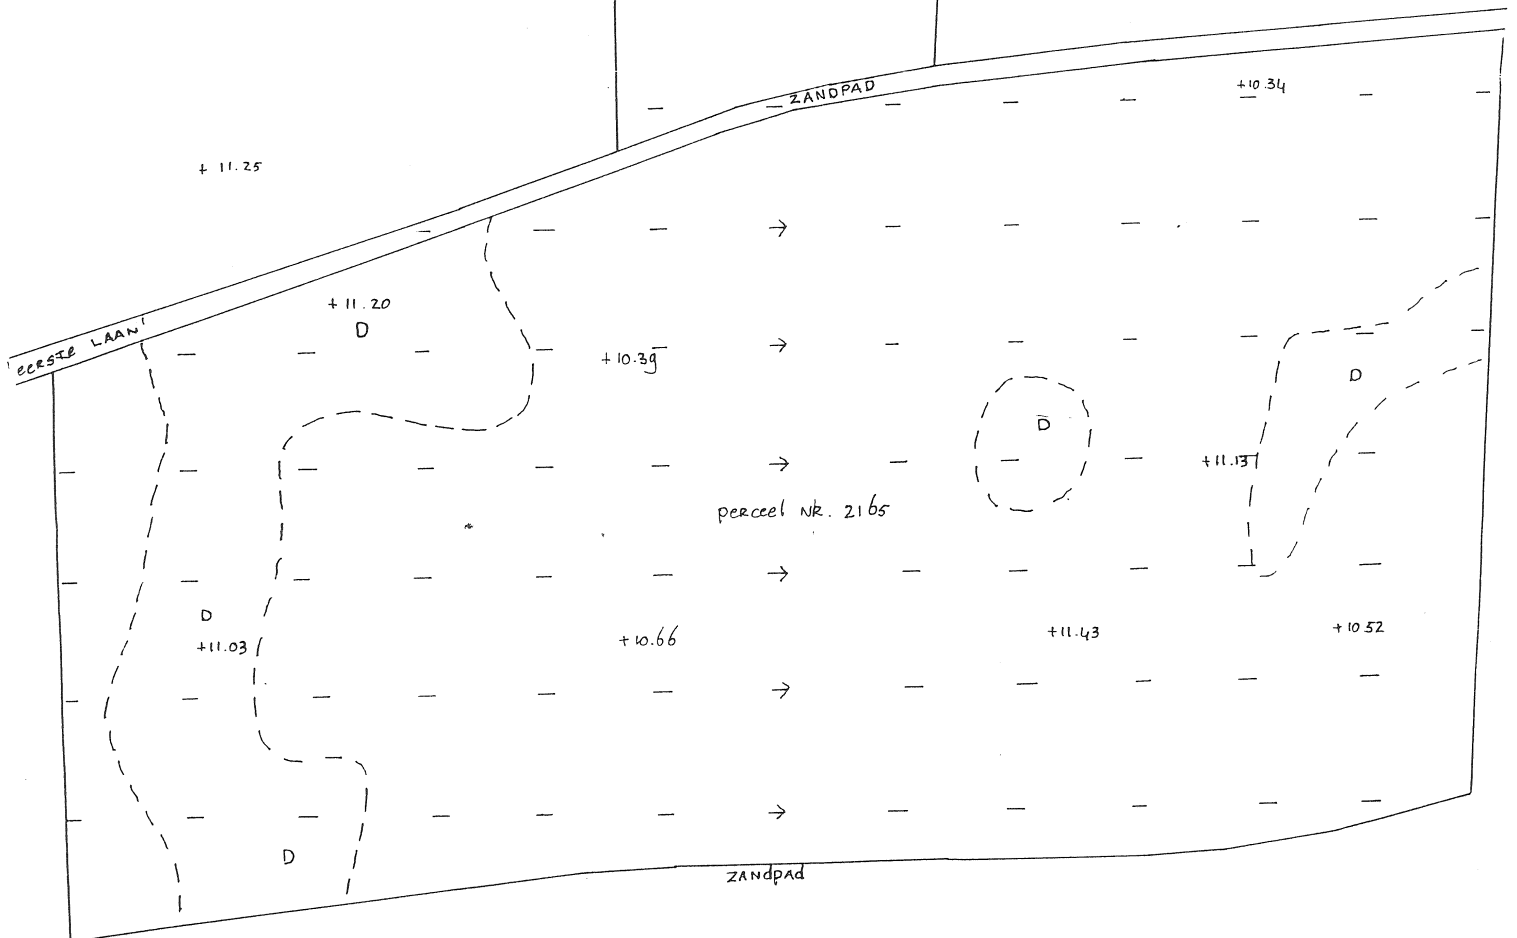 ZANDPAD
+10.34
+ 11.25
+ 11.20
D
eerste LAAN
+10.39
D
D
+11.13
perceel NR. 2165
D
+11.03
+10.66
+11.43
+10.52
D
ZANdpAd